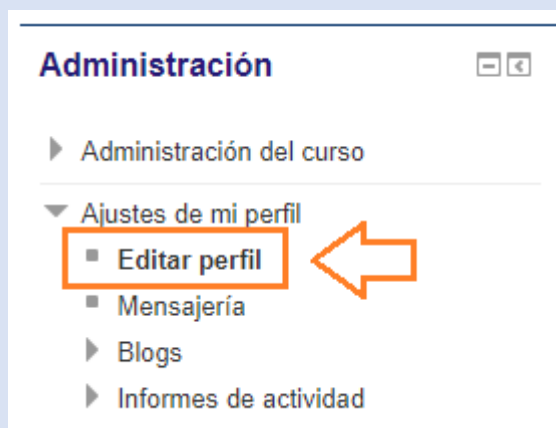 Administración
Administración del curso
Ajustes de mi perfil
Editar perfil
Mensajería
Blogs
Informes de actividad